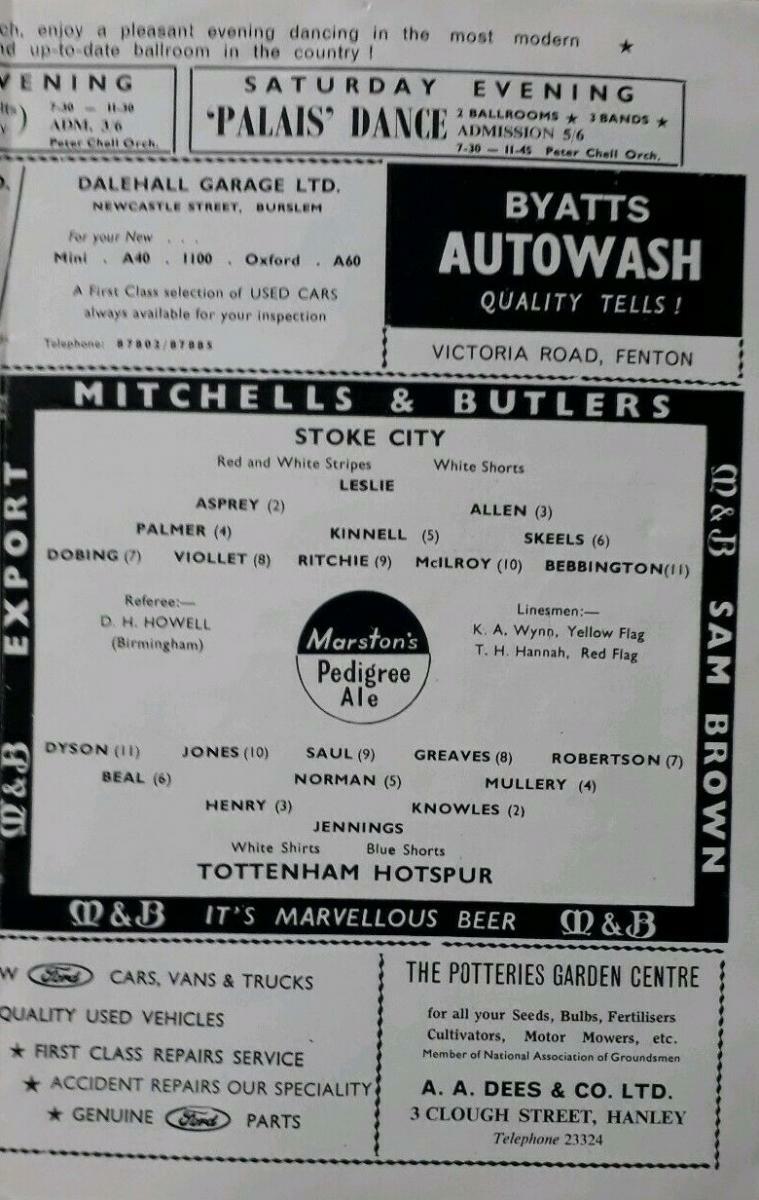 ch, enjoy a pleasant evening dancing in the most modern ★
nd up-to-date ballroom in the country !
VENING
7-30 — 11-30
ADM. 3/6
Peter Chell Orch.
SATURDAY EVENING
'PALAIS' DANCE
2 BALLROOMS ★ 3 BANDS ★
ADMISSION 5/6
7-30 — 11-45 Peter Chell Orch.
DALEHALL GARAGE LTD.
NEWCASTLE STREET, BURSLEM
For your New . . .
Mini . A40 . 1100 . Oxford . A60
A First Class selection of USED CARS
always available for your inspection
Telephone: 87802/87885
BYATTS
AUTOWASH
QUALITY TELLS !
VICTORIA ROAD, FENTON
MITCHELLS & BUTLERS
M&B EXPORT
STOKE CITY
Red and White Stripes White Shorts
LESLIE
ASPREY (2) ALLEN (3)
PALMER (4) KINNELL (5) SKEELS (6)
DOBING (7) VIOLLET (8) RITCHIE (9) McILROY (10) BEBBINGTON (11)
Referee:—
D. H. HOWELL
(Birmingham)
Marston's
Pedigree
Ale
Linesmen:—
K. A. Wynn, Yellow Flag
T. H. Hannah, Red Flag
DYSON (11) JONES (10) SAUL (9) GREAVES (8) ROBERTSON (7)
BEAL (6) NORMAN (5) MULLERY (4)
HENRY (3) KNOWLES (2)
JENNINGS
White Shirts Blue Shorts
TOTTENHAM HOTSPUR
M&B SAM BROWN
M&B IT'S MARVELLOUS BEER M&B
W Ford CARS, VANS & TRUCKS
QUALITY USED VEHICLES
★ FIRST CLASS REPAIRS SERVICE
★ ACCIDENT REPAIRS OUR SPECIALITY
★ GENUINE Ford PARTS
THE POTTERIES GARDEN CENTRE
for all your Seeds, Bulbs, Fertilisers
Cultivators, Motor Mowers, etc.
Member of National Association of Groundsmen
A. A. DEES & CO. LTD.
3 CLOUGH STREET, HANLEY
Telephone 23324